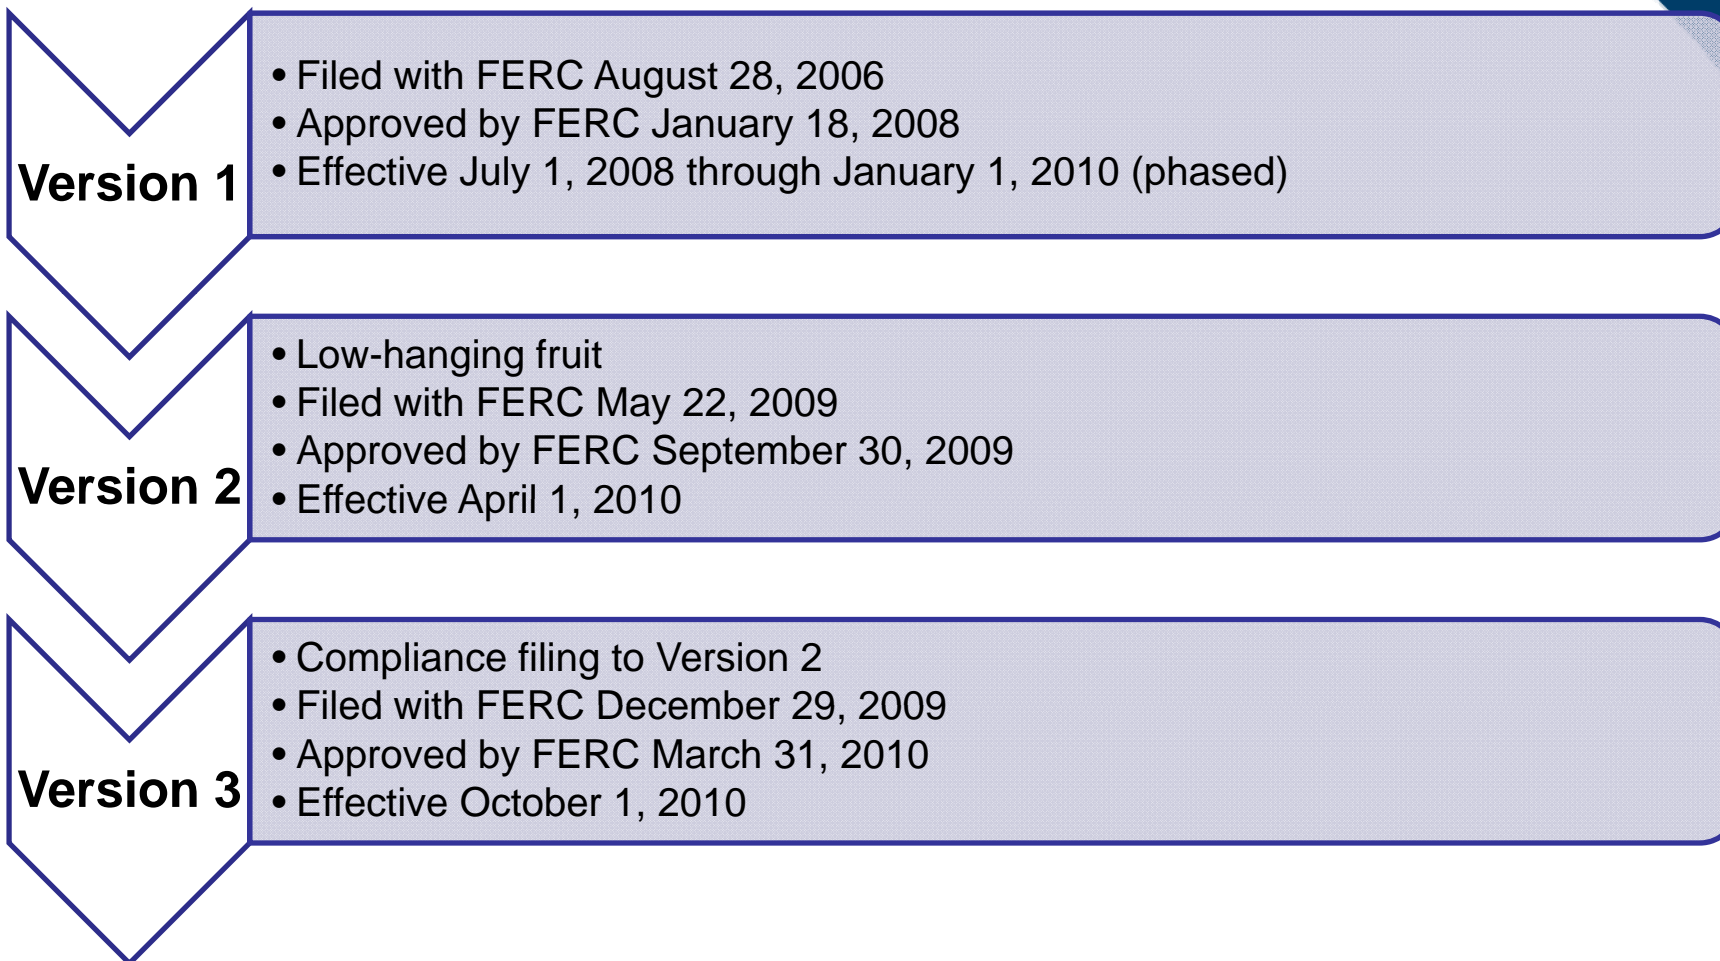 Version 1
• Filed with FERC August 28, 2006
• Approved by FERC January 18, 2008
• Effective July 1, 2008 through January 1, 2010 (phased)
Version 2
• Low-hanging fruit
• Filed with FERC May 22, 2009
• Approved by FERC September 30, 2009
• Effective April 1, 2010
Version 3
• Compliance filing to Version 2
• Filed with FERC December 29, 2009
• Approved by FERC March 31, 2010
• Effective October 1, 2010